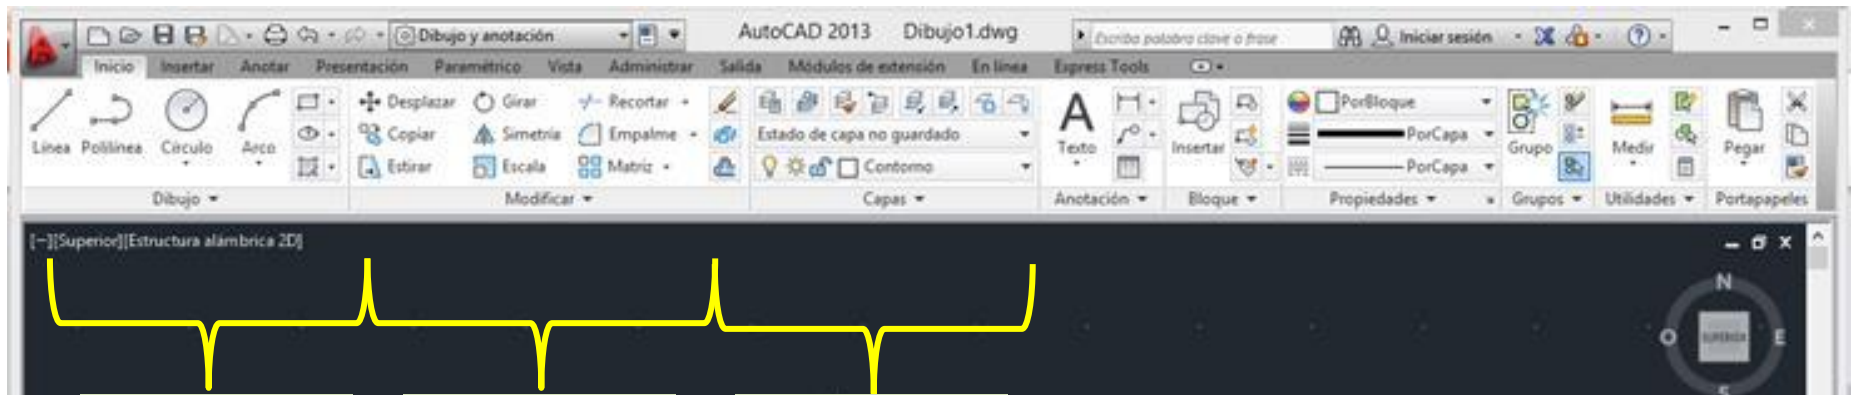 Dibujo y anotación AutoCAD 2013 Dibujo1.dwg Escriba palabra clave o frase Iniciar sesión
Inicio Insertar Anotar Presentación Paramétrico Vista Administrar Salida Módulos de extensión En línea Express Tools
Desplazar Girar Recortar PorBloque
Copiar Simetría Empalme Estado de capa no guardado PorCapa
Línea Polilínea Círculo Arco Texto Insertar Grupo Medir Pegar
Estirar Escala Matriz Contorno PorCapa
Dibujo Modificar Capas Anotación Bloque Propiedades Grupos Utilidades Portapapeles
[−][Superior][Estructura alámbrica 2D]
N
O SUPERIOR E
S